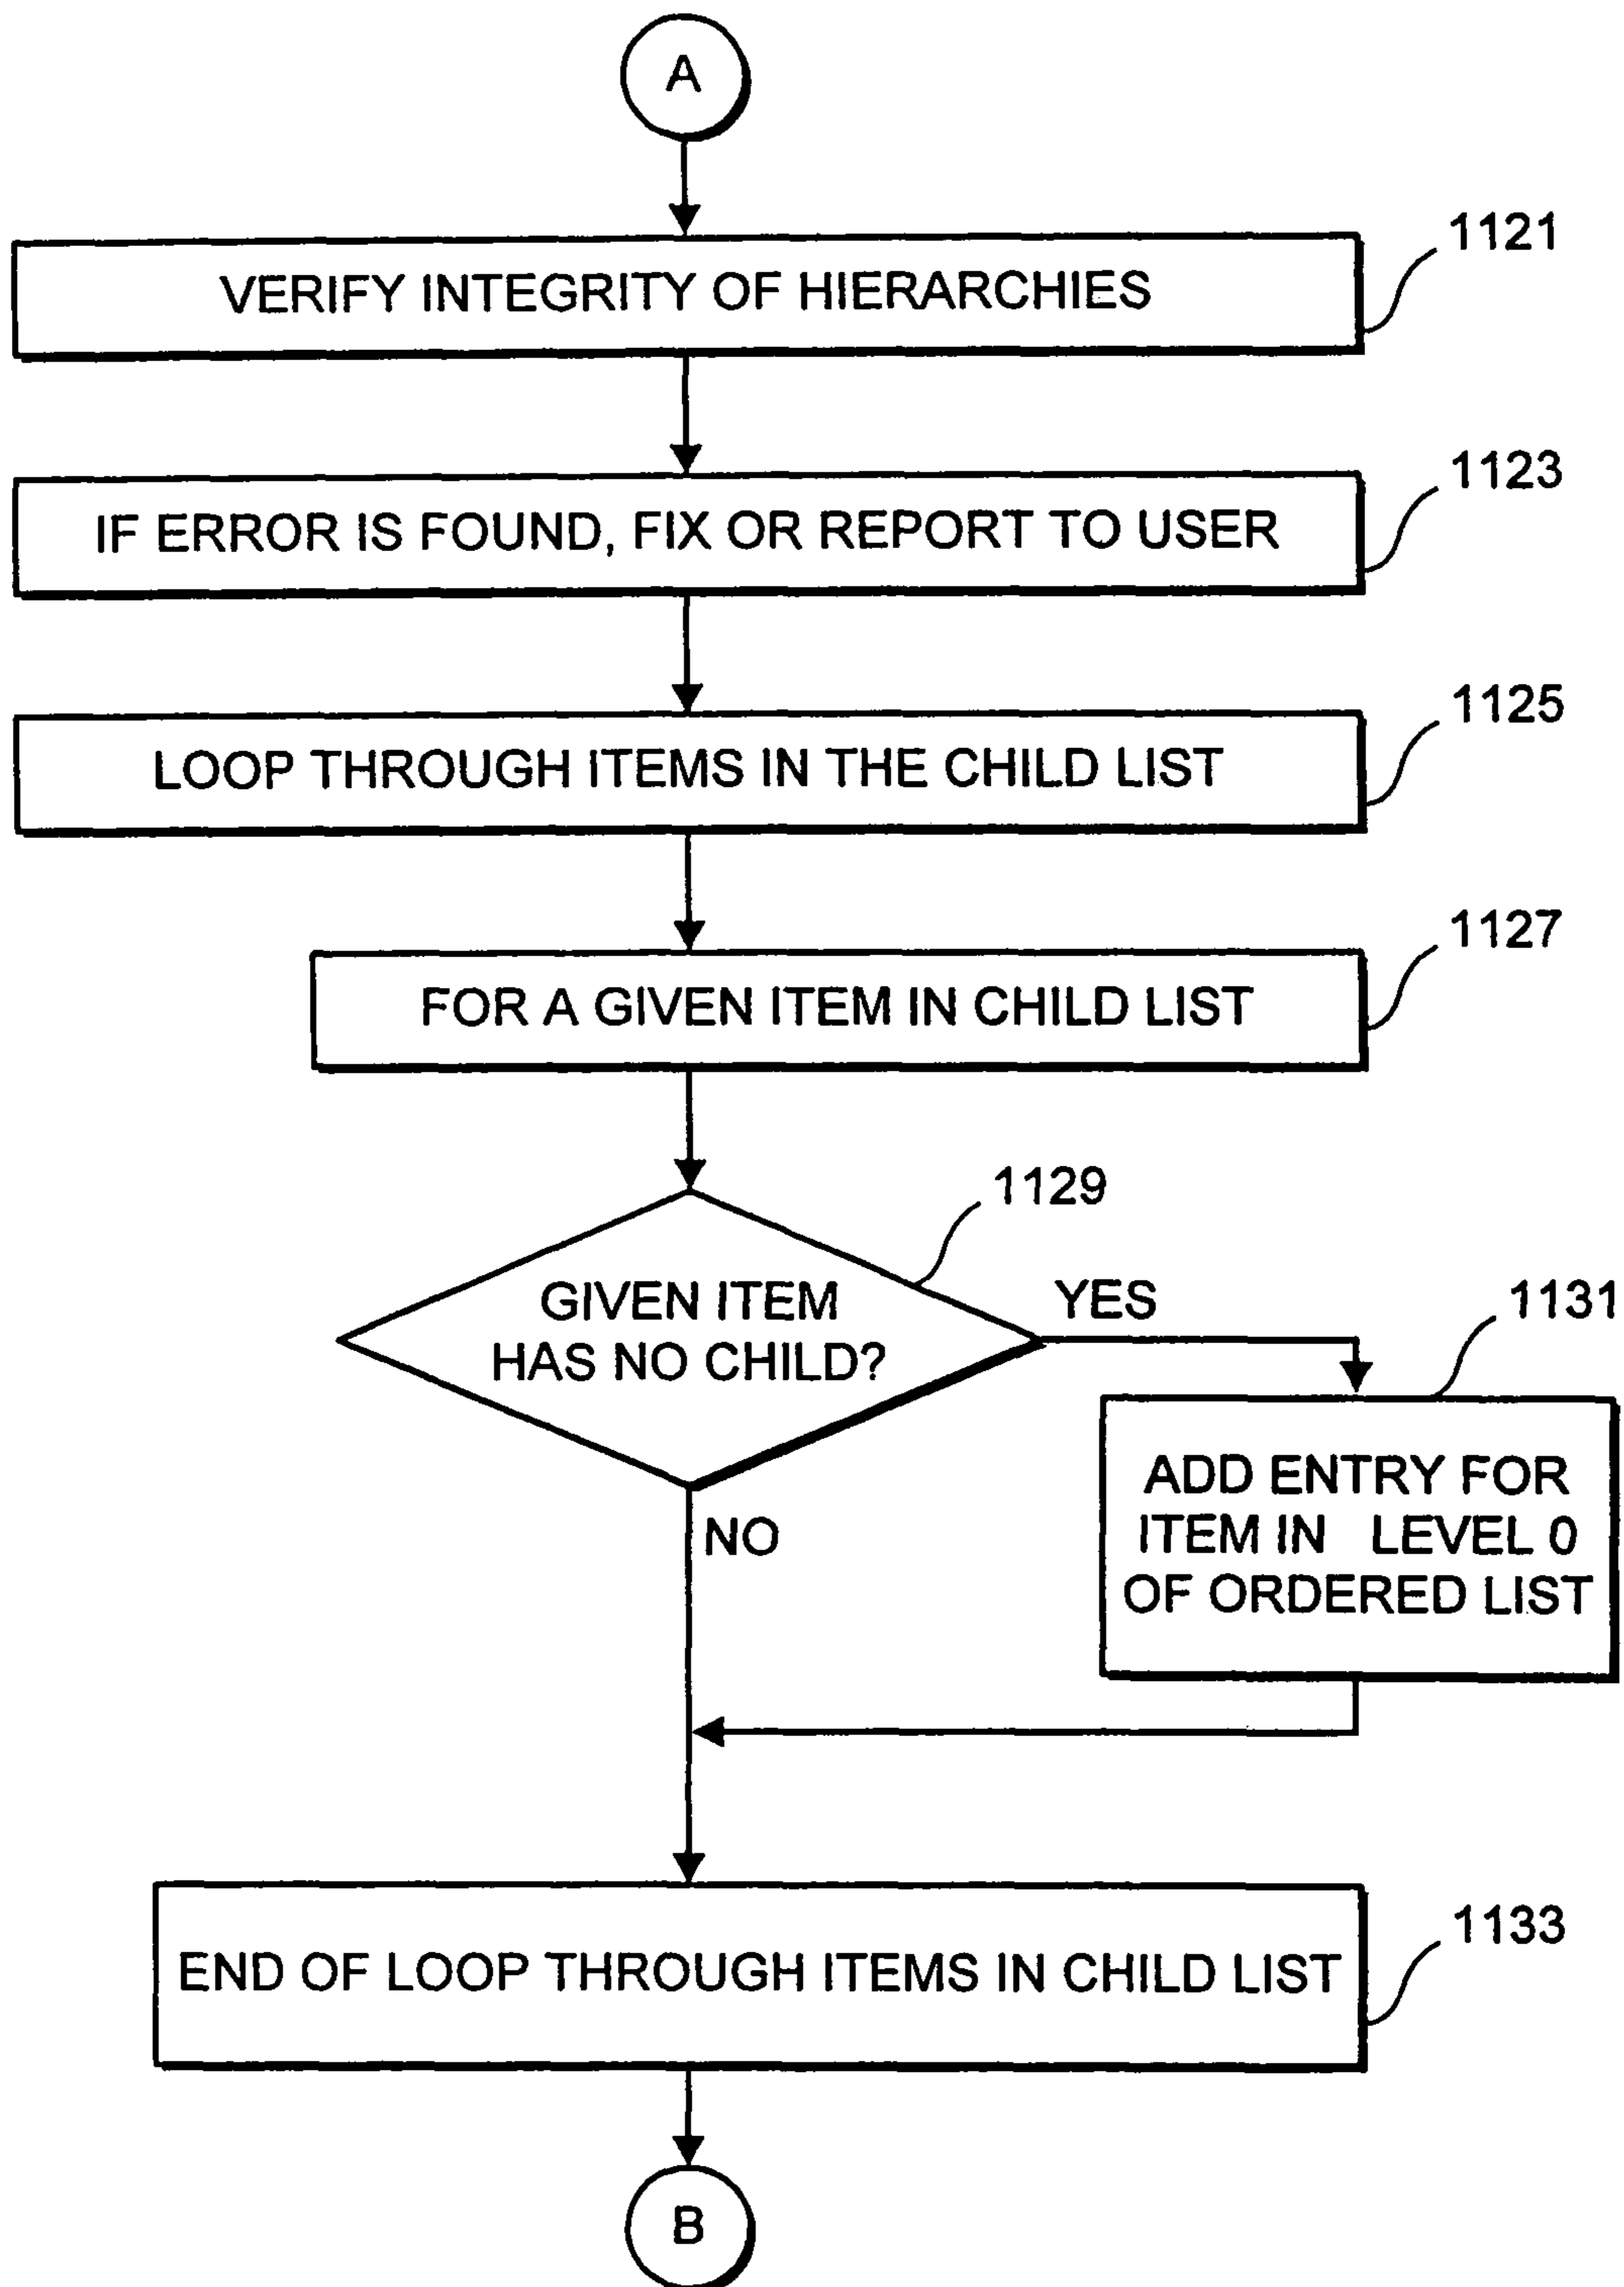 A
1121
VERIFY INTEGRITY OF HIERARCHIES
1123
IF ERROR IS FOUND, FIX OR REPORT TO USER
1125
LOOP THROUGH ITEMS IN THE CHILD LIST
1127
FOR A GIVEN ITEM IN CHILD LIST
1129
GIVEN ITEM
HAS NO CHILD?
YES
1131
ADD ENTRY FOR
ITEM IN LEVEL 0
OF ORDERED LIST
NO
1133
END OF LOOP THROUGH ITEMS IN CHILD LIST
B